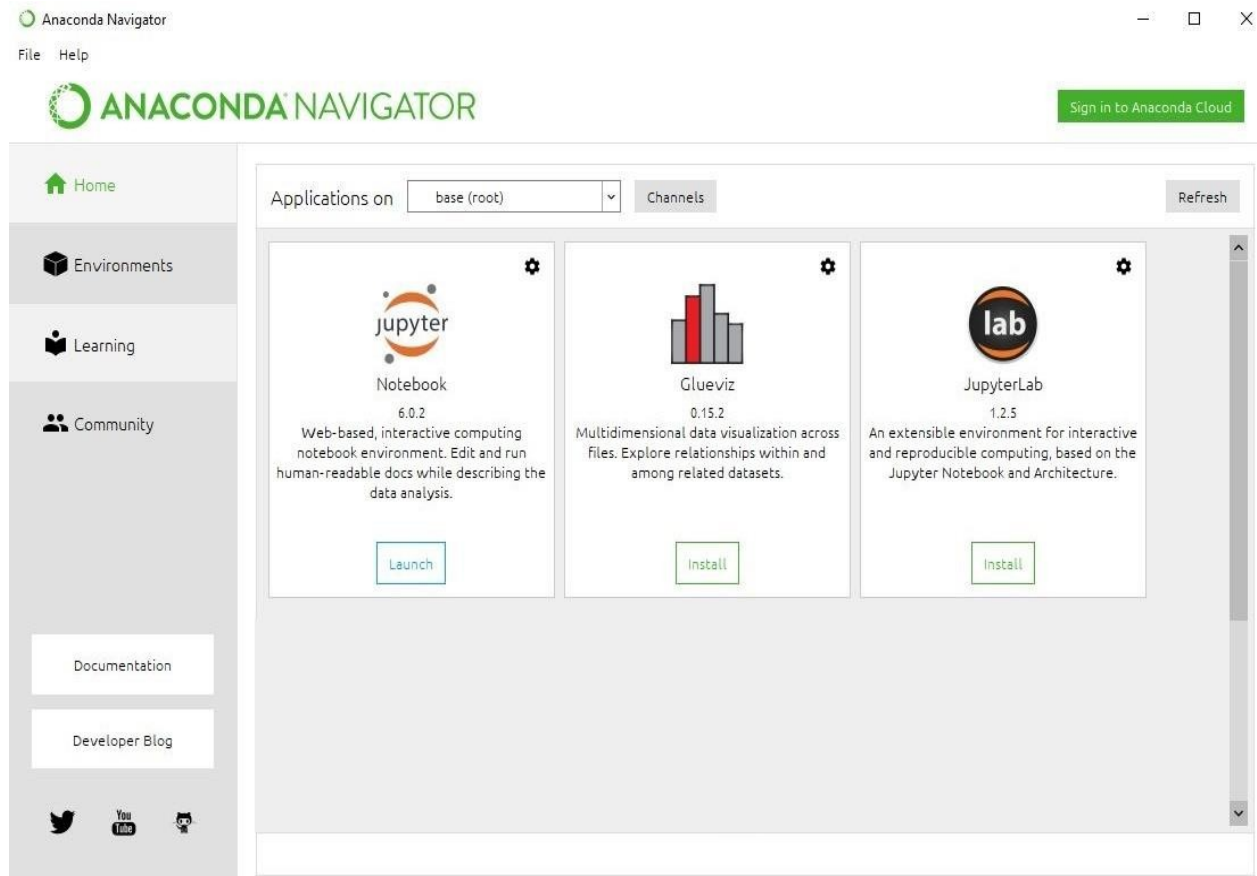 Anaconda Navigator
File Help
ANACONDA NAVIGATOR
Sign in to Anaconda Cloud
Home
Environments
Learning
Community
Documentation
Developer Blog
You
Tube
Applications on base (root) Channels Refresh
jupyter
Notebook
6.0.2
Web-based, interactive computing
notebook environment. Edit and run
human-readable docs while describing the
data analysis.
Launch
Glueviz
0.15.2
Multidimensional data visualization across
files. Explore relationships within and
among related datasets.
Install
lab
JupyterLab
1.2.5
An extensible environment for interactive
and reproducible computing, based on the
Jupyter Notebook and Architecture.
Install